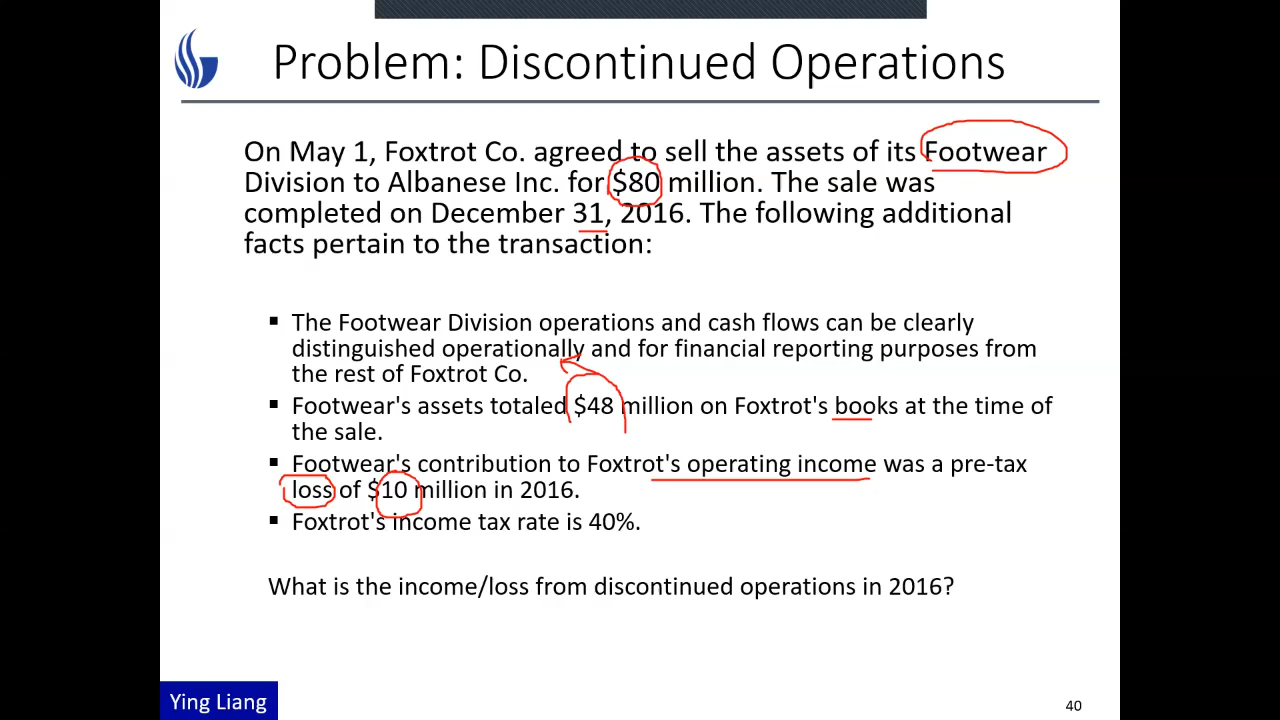 Problem: Discontinued Operations
On May 1, Foxtrot Co. agreed to sell the assets of its Footwear
Division to Albanese Inc. for $80 million. The sale was
completed on December 31, 2016. The following additional
facts pertain to the transaction:
▪ The Footwear Division operations and cash flows can be clearly
distinguished operationally and for financial reporting purposes from
the rest of Foxtrot Co.
▪ Footwear's assets totaled $48 million on Foxtrot's books at the time of
the sale.
▪ Footwear's contribution to Foxtrot's operating income was a pre-tax
loss of $10 million in 2016.
▪ Foxtrot's income tax rate is 40%.
What is the income/loss from discontinued operations in 2016?
Ying Liang
40